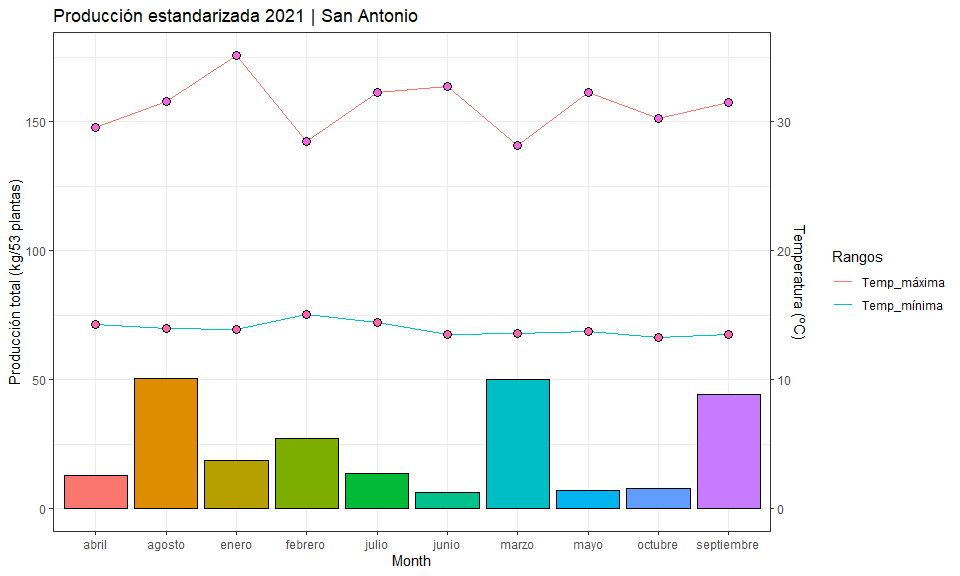 Producción estandarizada 2021 | San Antonio
Producción total (kg/53 plantas)
150
100
50
0
30
20
10
0
Temperatura (°C)
abril agosto enero febrero julio junio marzo mayo octubre septiembre
Month
Rangos
Temp_máxima
Temp_mínima